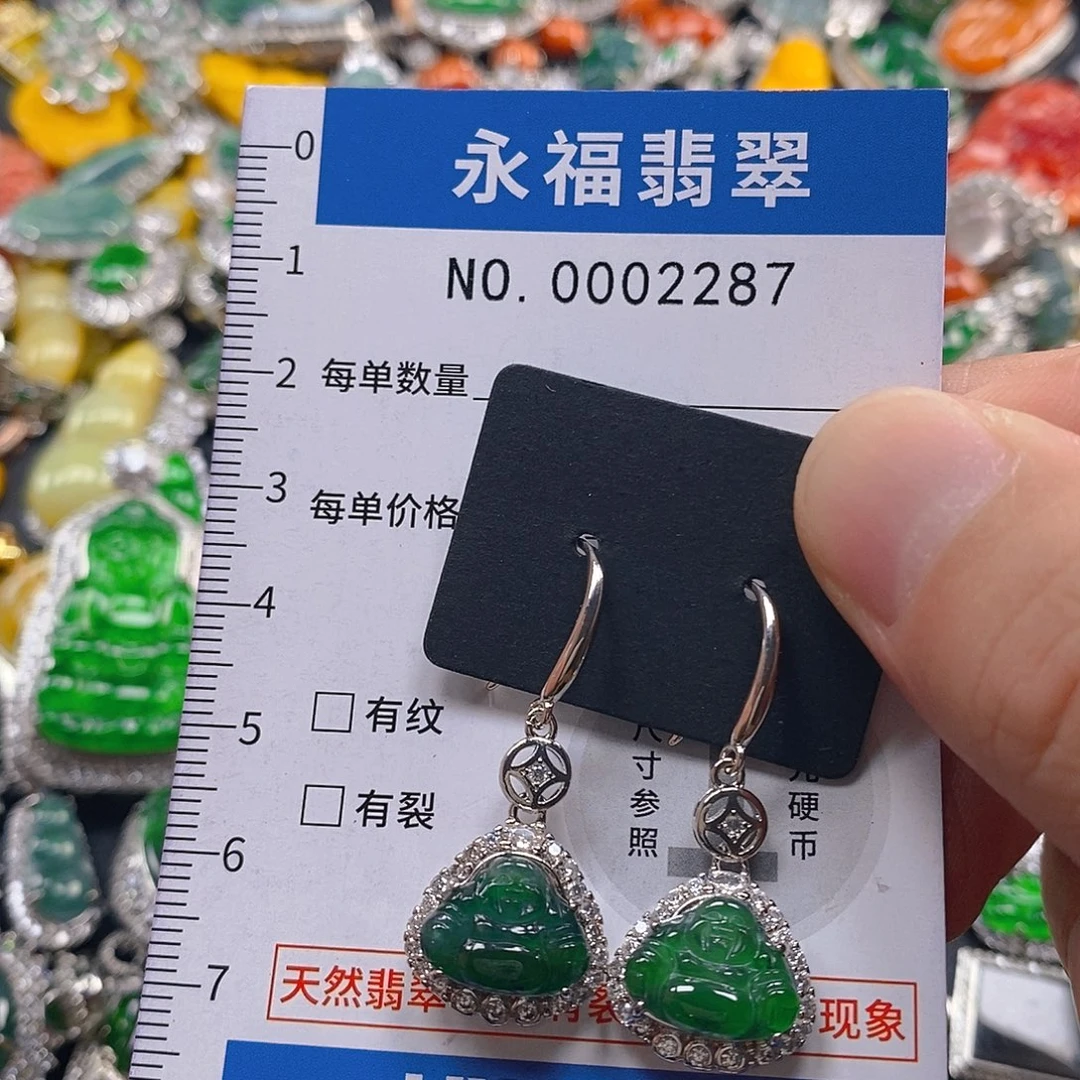 永福翡翠
NO. 0002287
0
1
2
3
4
5
6
7
每单数量
每单价格
□有纹
□有裂
尺寸参照
硬币
天然翡翠
现象